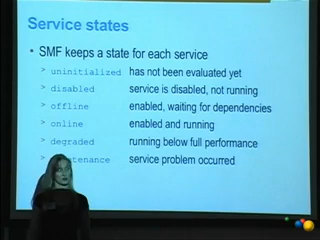 Service states
• SMF keeps a state for each service
> uninitialized has not been evaluated yet
> disabled service is disabled, not running
> offline enabled, waiting for dependencies
> online enabled and running
> degraded running below full performance
> tenance service problem occurred